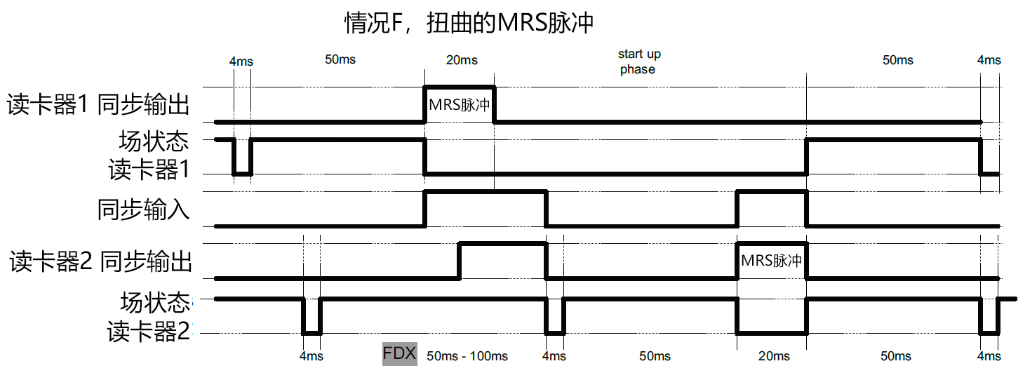 情况F，扭曲的MRS脉冲
4ms
50ms
20ms
start up
phase
50ms
4ms
读卡器1 同步输出
MRS脉冲
场状态
读卡器1
同步输入
读卡器2 同步输出
MRS脉冲
场状态
读卡器2
4ms
FDX
50ms - 100ms
4ms
50ms
20ms
50ms
4ms